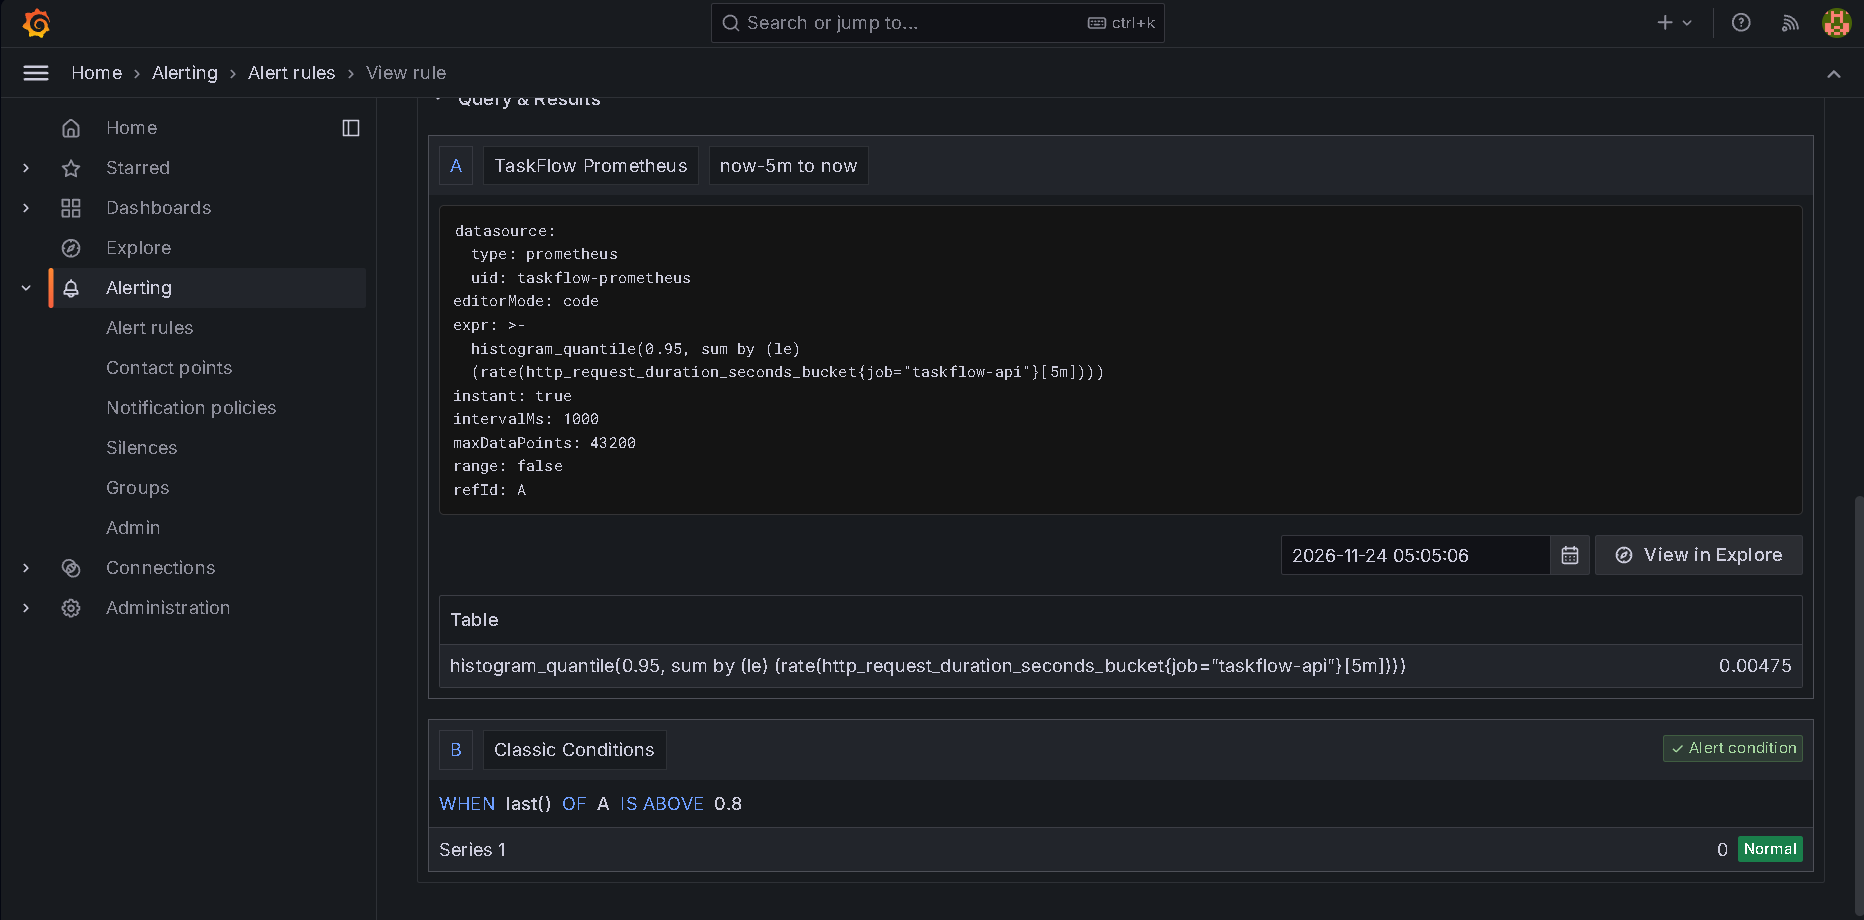 Search or jump to...
ctrl+k
Home > Alerting > Alert rules > View rule
Home
Starred
Dashboards
Explore
Alerting
Alert rules
Contact points
Notification policies
Silences
Groups
Admin
Connections
Administration
Query & Results
A TaskFlow Prometheus now-5m to now
datasource:
  type: prometheus
  uid: taskflow-prometheus
editorMode: code
expr: >-
  histogram_quantile(0.95, sum by (le)
  (rate(http_request_duration_seconds_bucket{job="taskflow-api"}[5m])))
instant: true
intervalMs: 1000
maxDataPoints: 43200
range: false
refId: A
2026-11-24 05:05:06
View in Explore
Table
histogram_quantile(0.95, sum by (le) (rate(http_request_duration_seconds_bucket{job="taskflow-api"}[5m]))) 0.00475
B Classic Conditions
Alert condition
WHEN last() OF A IS ABOVE 0.8
Series 1 0 Normal